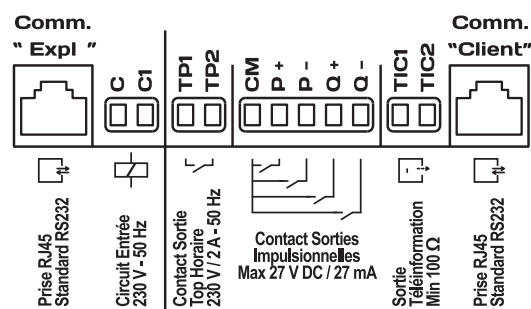 Comm.
" Expl "
C
C1
TP1
TP2
CM
P +
P -
Q +
Q -
TIC1
TIC2
Comm.
"Client"
Prise RJ45
Standard RS232
Circuit Entrée
230 V - 50 Hz
Contact Sortie
Top Horaire
230 V / 2 A - 50 Hz
Contact Sorties
Impulsionnelles
Max 27 V DC / 27 mA
Sortie
Téléinformation
Min 100 Ω
Prise RJ45
Standard RS232